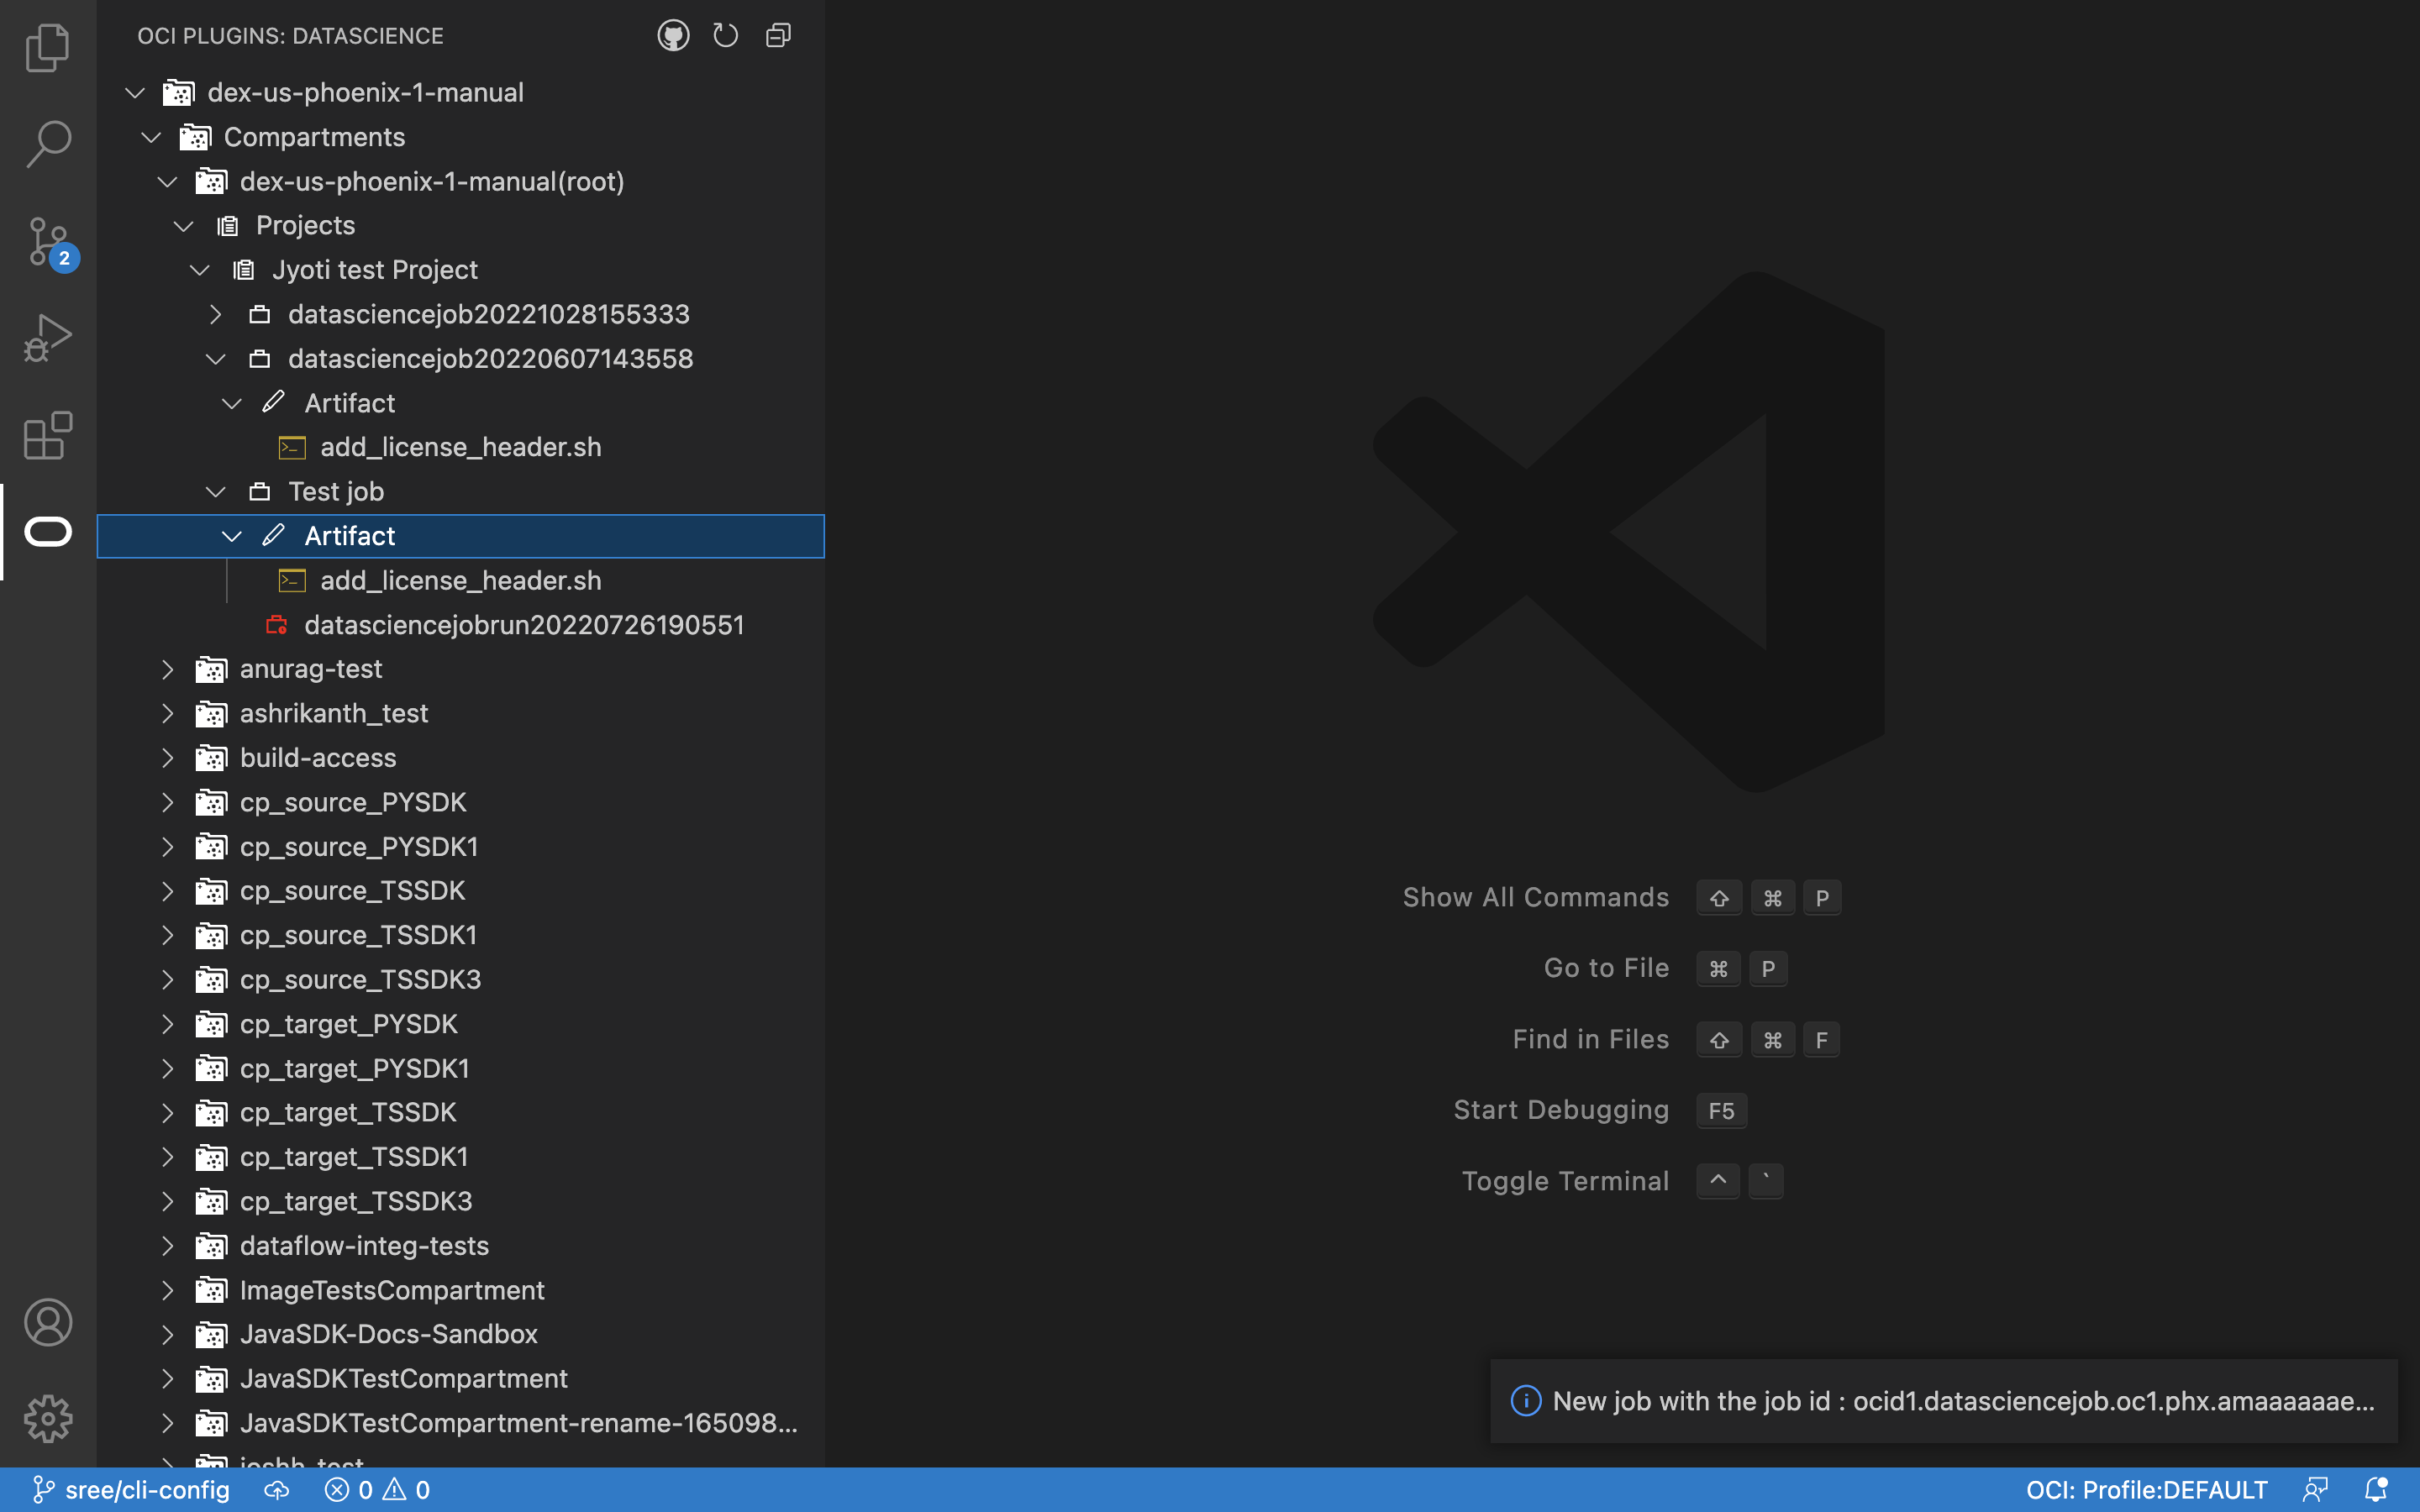 OCI PLUGINS: DATASCIENCE
dex-us-phoenix-1-manual
Compartments
dex-us-phoenix-1-manual(root)
Projects
Jyoti test Project
datasciencejob20221028155333
datasciencejob20220607143558
Artifact
add_license_header.sh
Test job
Artifact
add_license_header.sh
datasciencejobrun20220726190551
anurag-test
ashrikanth_test
build-access
cp_source_PYSDK
cp_source_PYSDK1
cp_source_TSSDK
cp_source_TSSDK1
cp_source_TSSDK3
cp_target_PYSDK
cp_target_PYSDK1
cp_target_TSSDK
cp_target_TSSDK1
cp_target_TSSDK3
dataflow-integ-tests
ImageTestsCompartment
JavaSDK-Docs-Sandbox
JavaSDKTestCompartment
JavaSDKTestCompartment-rename-165098...
2
Show All Commands ⇧ ⌘ P
Go to File ⌘ P
Find in Files ⇧ ⌘ F
Start Debugging F5
Toggle Terminal ^ `
New job with the job id : ocid1.datasciencejob.oc1.phx.amaaaaaae...
sree/cli-config 0 0 OCI: Profile:DEFAULT